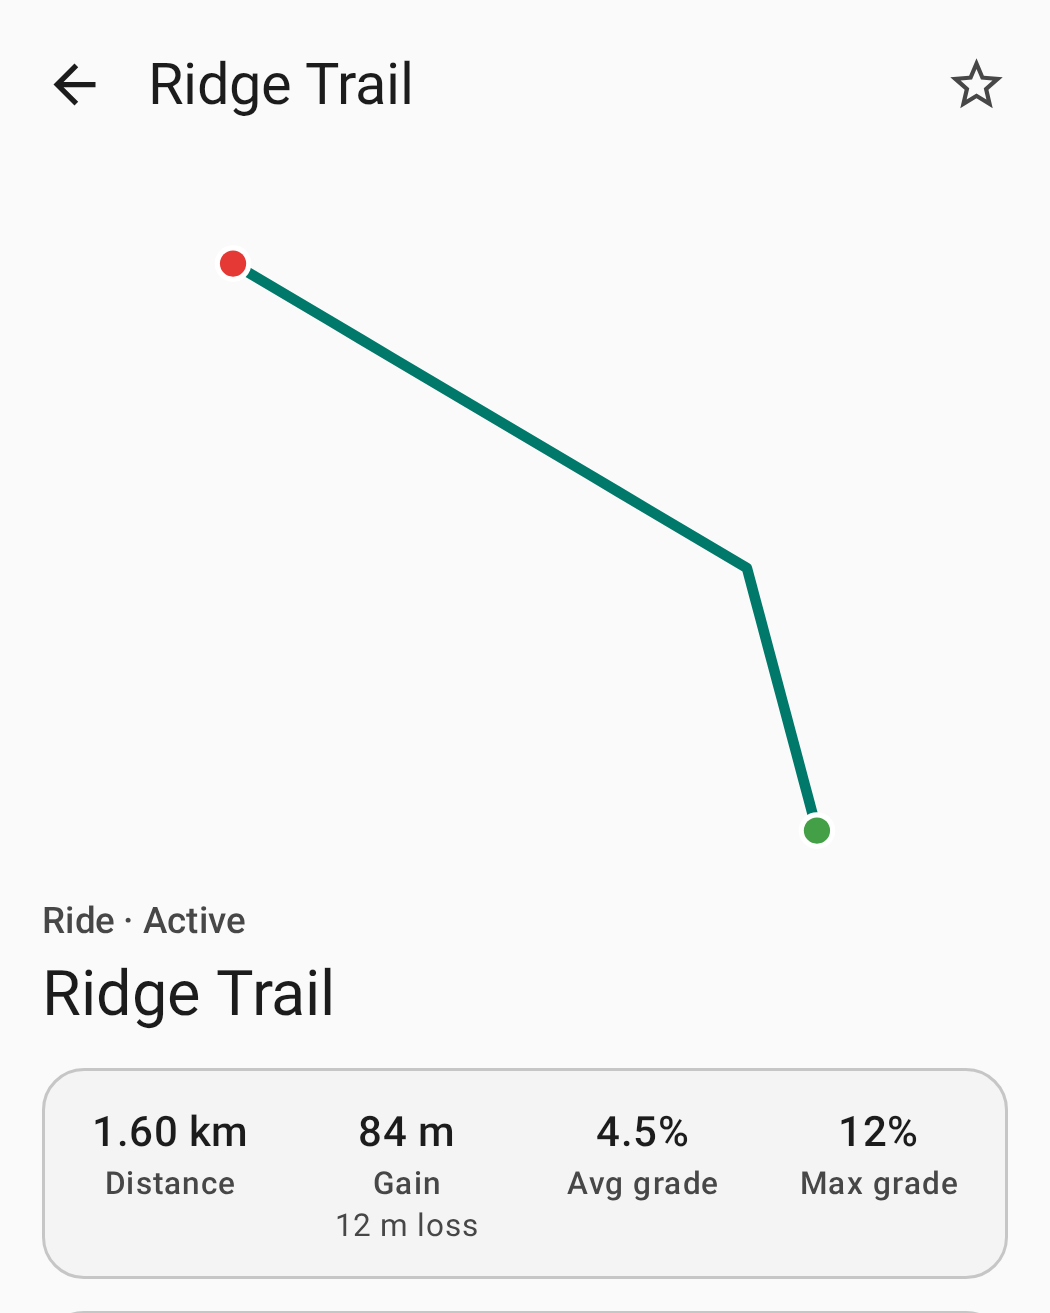 Ridge Trail
Ride · Active
Ridge Trail
1.60 km 84 m 4.5% 12%
Distance Gain Avg grade Max grade
12 m loss